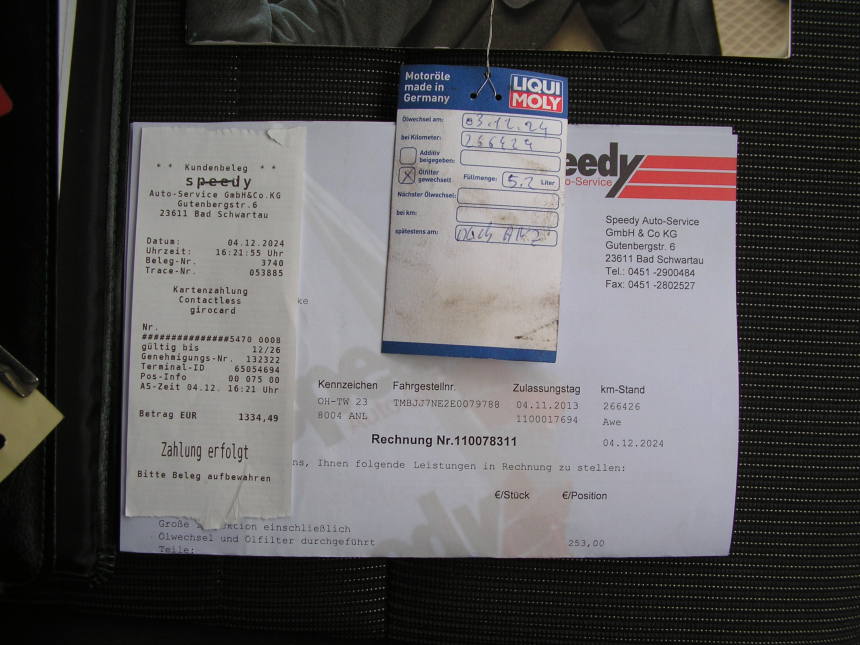 Motoröle
made in
Germany
LIQUI
MOLY
Ölwechsel am: 03.12.24
bei Kilometer: 266424
Additiv
beigegeben:
Ölfilter
gewechselt
Füllmenge: 5.2 Liter
Nächster Ölwechsel:
bei km:
spätestens am: nach ANZ
* * Kundenbeleg * *
speedy
Auto-Service GmbH&Co.KG
Gutenbergstr.6
23611 Bad Schwartau
Datum: 04.12.2024
Uhrzeit: 16:21:55 Uhr
Beleg-Nr. 3740
Trace-Nr. 053885
Kartenzahlung
Contactless
girocard
Nr.
###############5470 0008
gültig bis 12/26
Genehmigungs-Nr. 132322
Terminal-ID 65054694
Pos-Info 00 075 00
AS-Zeit 04.12. 16:21 Uhr
Betrag EUR 1334,49
Zahlung erfolgt
Bitte Beleg aufbewahren
eedy
o-Service
Speedy Auto-Service
GmbH & Co KG
Gutenbergstr. 6
23611 Bad Schwartau
Tel.: 0451 -2900484
Fax: 0451 -2802527
ke
Kennzeichen Fahrgestellnr. Zulassungstag km-Stand
OH-TW 23 TMBJJ7NE2E0079788 04.11.2013 266426
8004 ANL 1100017694 Awe
Rechnung Nr.110078311 04.12.2024
ns, Ihnen folgende Leistungen in Rechnung zu stellen:
€/Stück €/Position
Große ktion einschließlich
Ölwechsel und Ölfilter durchgeführt 253,00
Teile: